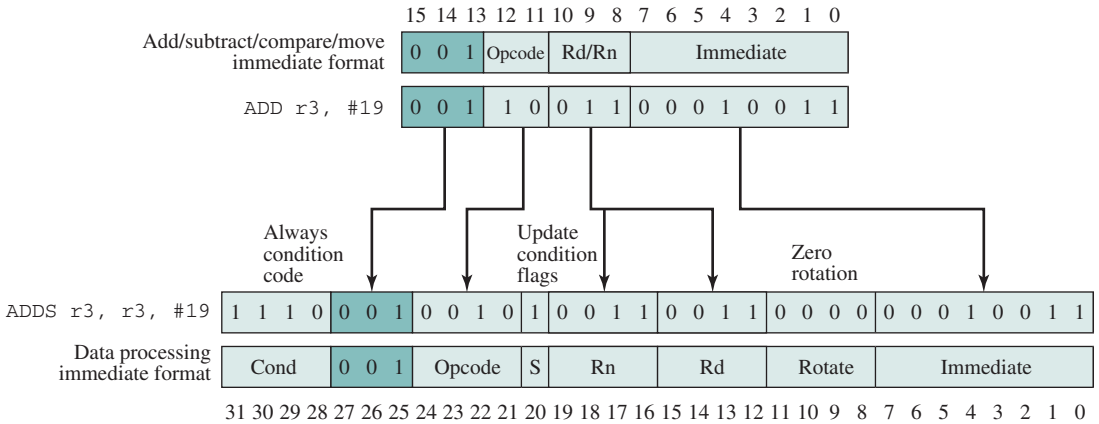 15 14 13 12 11 10 9 8 7 6 5 4 3 2 1 0
Add/subtract/compare/move
immediate format
0 0 1 Opcode Rd/Rn Immediate
ADD r3, #19
0 0 1 1 0 0 1 1 0 0 0 1 0 0 1 1
Always
condition
code
Update
condition
flags
Zero
rotation
ADDS r3, r3, #19
1 1 1 0 0 0 1 0 0 1 0 1 0 0 1 1 0 0 1 1 0 0 0 0 0 0 0 1 0 0 1 1
Data processing
immediate format
Cond 0 0 1 Opcode S Rn Rd Rotate Immediate
31 30 29 28 27 26 25 24 23 22 21 20 19 18 17 16 15 14 13 12 11 10 9 8 7 6 5 4 3 2 1 0